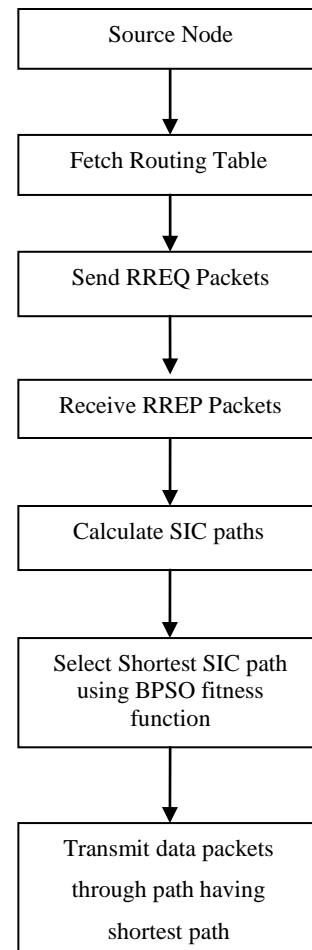 Source Node
Fetch Routing Table
Send RREQ Packets
Receive RREP Packets
Calculate SIC paths
Select Shortest SIC path
using BPSO fitness
function
Transmit data packets
through path having
shortest path